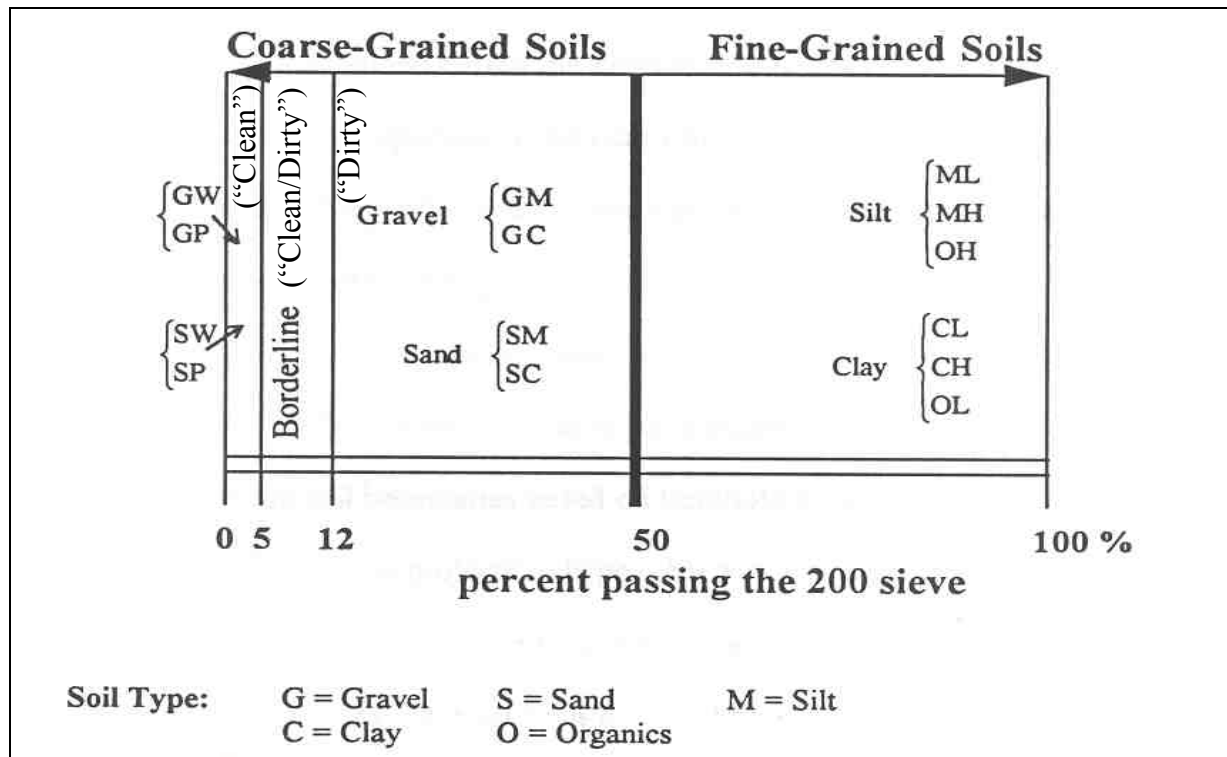 Coarse-Grained Soils
Fine-Grained Soils
("Clean")
Borderline ("Clean/Dirty")
("Dirty")
GW
GP
Gravel
GM
GC
Silt
ML
MH
OH
SW
SP
Sand
SM
SC
Clay
CL
CH
OL
0 5 12 50 100 %
percent passing the 200 sieve
Soil Type: G = Gravel S = Sand M = Silt
C = Clay O = Organics